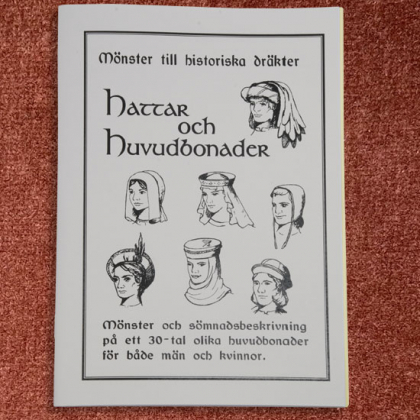 Mönster till historiska dräkter
Hattar
och
Huvudbonader
Mönster och sömnadsbeskrivning
på ett 30-tal olika huvudbonader
för både män och kvinnor.